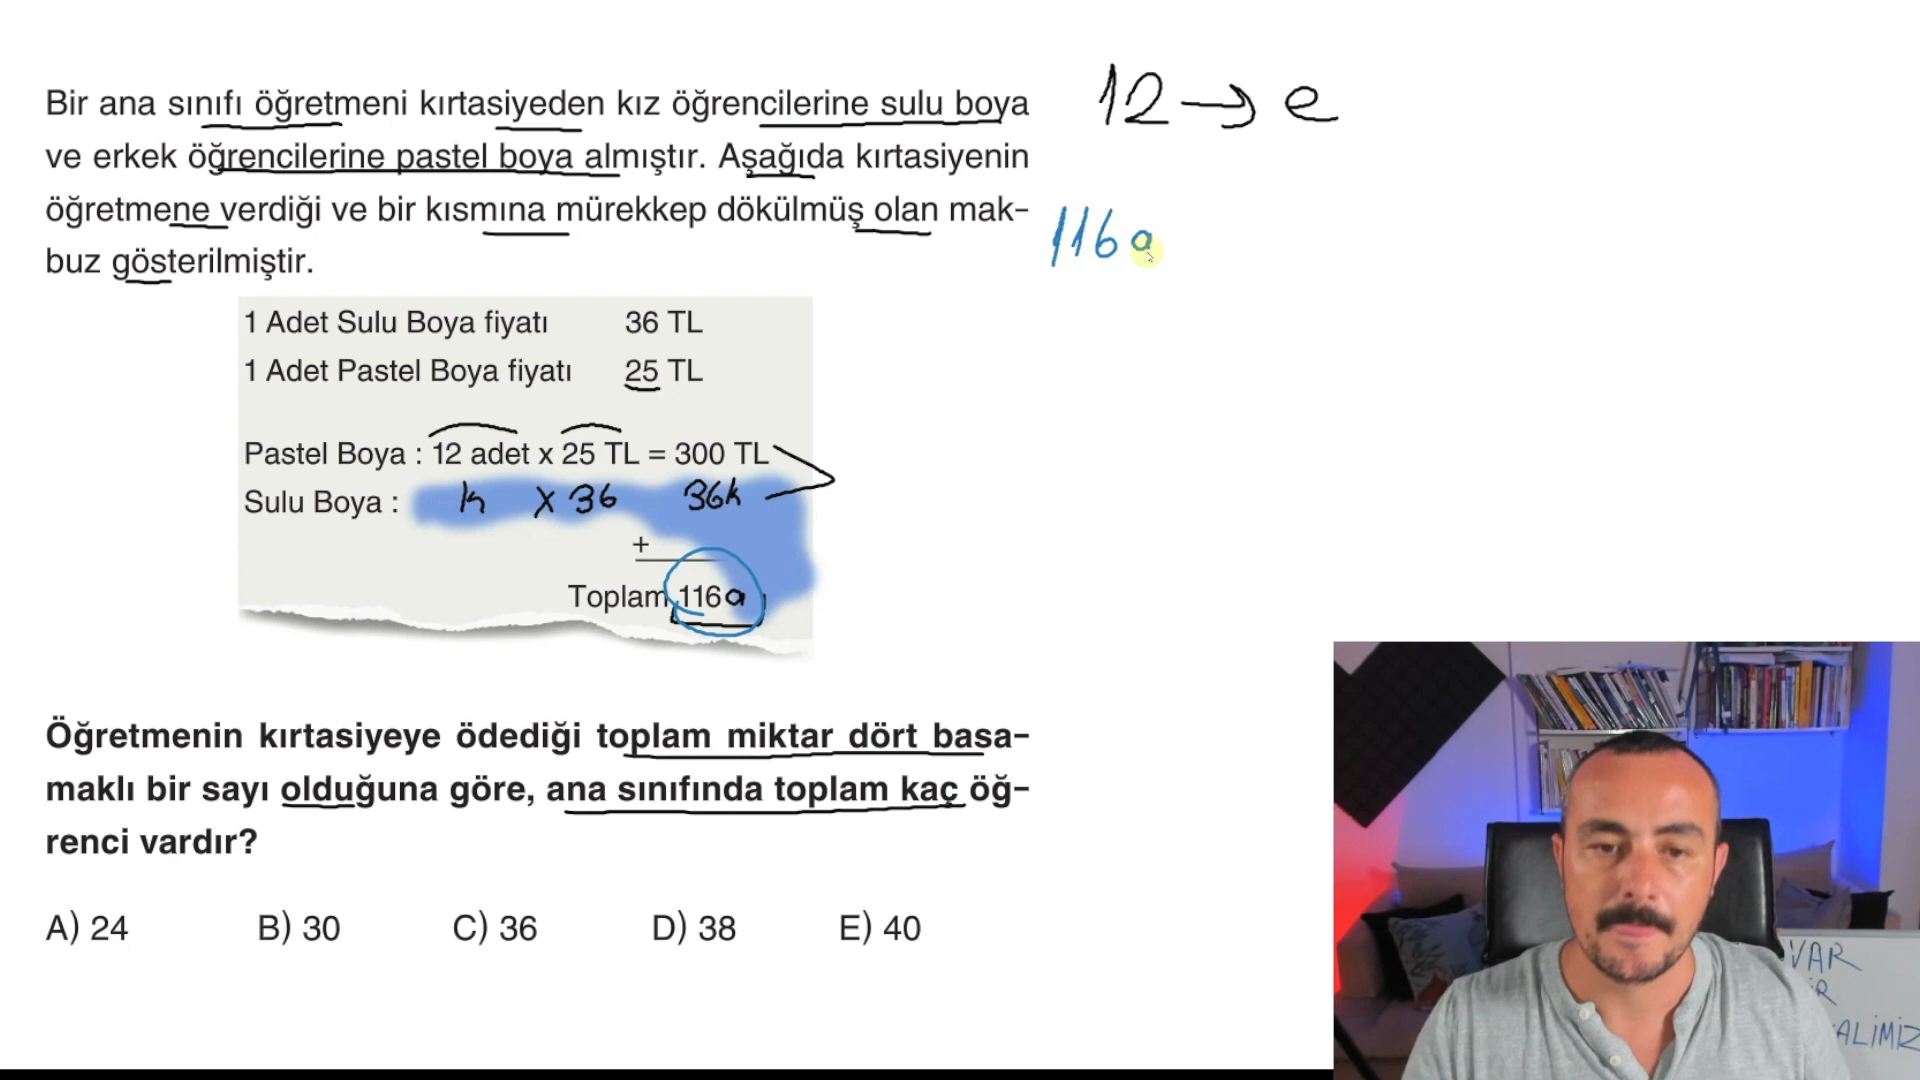 Bir ana sınıfı öğretmeni kırtasiyeden kız öğrencilerine sulu boya
ve erkek öğrencilerine pastel boya almıştır. Aşağıda kırtasiyenin
öğretmene verdiği ve bir kısmına mürekkep dökülmüş olan mak-
buz gösterilmiştir.
12 → e
116a
1 Adet Sulu Boya fiyatı 36 TL
1 Adet Pastel Boya fiyatı 25 TL
Pastel Boya : 12 adet x 25 TL = 300 TL
Sulu Boya : k x 36 36k
+
Toplam 116a
Öğretmenin kırtasiyeye ödediği toplam miktar dört basa-
maklı bir sayı olduğuna göre, ana sınıfında toplam kaç öğ-
renci vardır?
A) 24 B) 30 C) 36 D) 38 E) 40
VAR
ALİMİZ